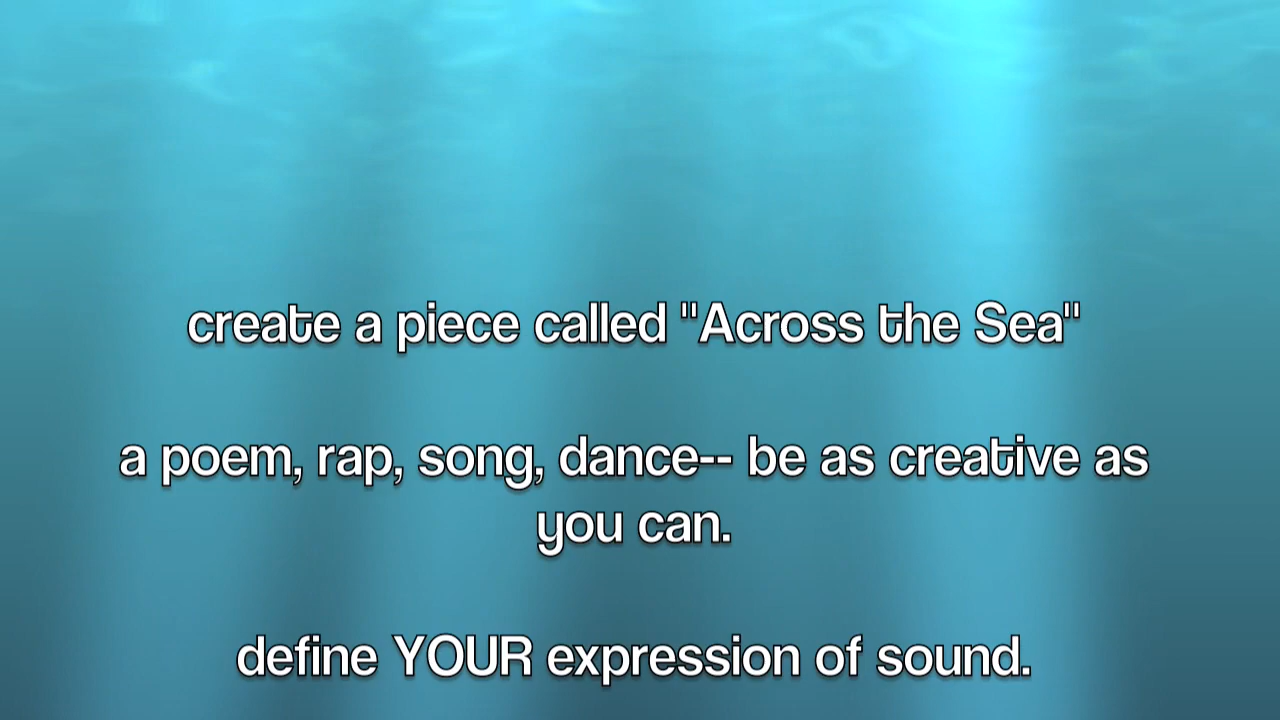 create a piece called "Across the Sea"
a poem, rap, song, dance-- be as creative as
you can.
define YOUR expression of sound.